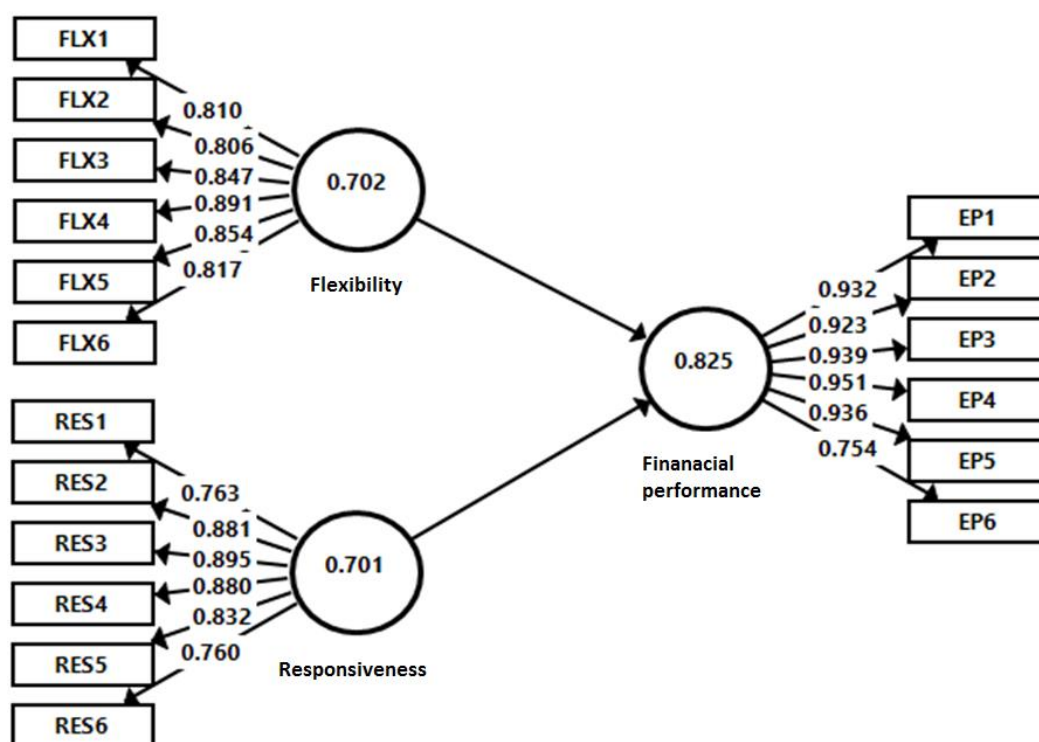 FLX1
FLX2
FLX3
FLX4
FLX5
FLX6
0.810
0.806
0.847
0.891
0.854
0.817
0.702
Flexibility
RES1
RES2
RES3
RES4
RES5
RES6
0.763
0.881
0.895
0.880
0.832
0.760
0.701
Responsiveness
0.825
Finanacial
performance
0.932
0.923
0.939
0.951
0.936
0.754
EP1
EP2
EP3
EP4
EP5
EP6